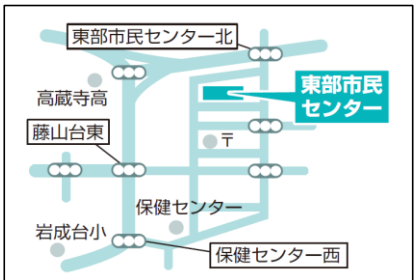 東部市民センター北
高蔵寺高
東部市民
センター
藤山台東
〒
保健センター
岩成台小
保健センター西